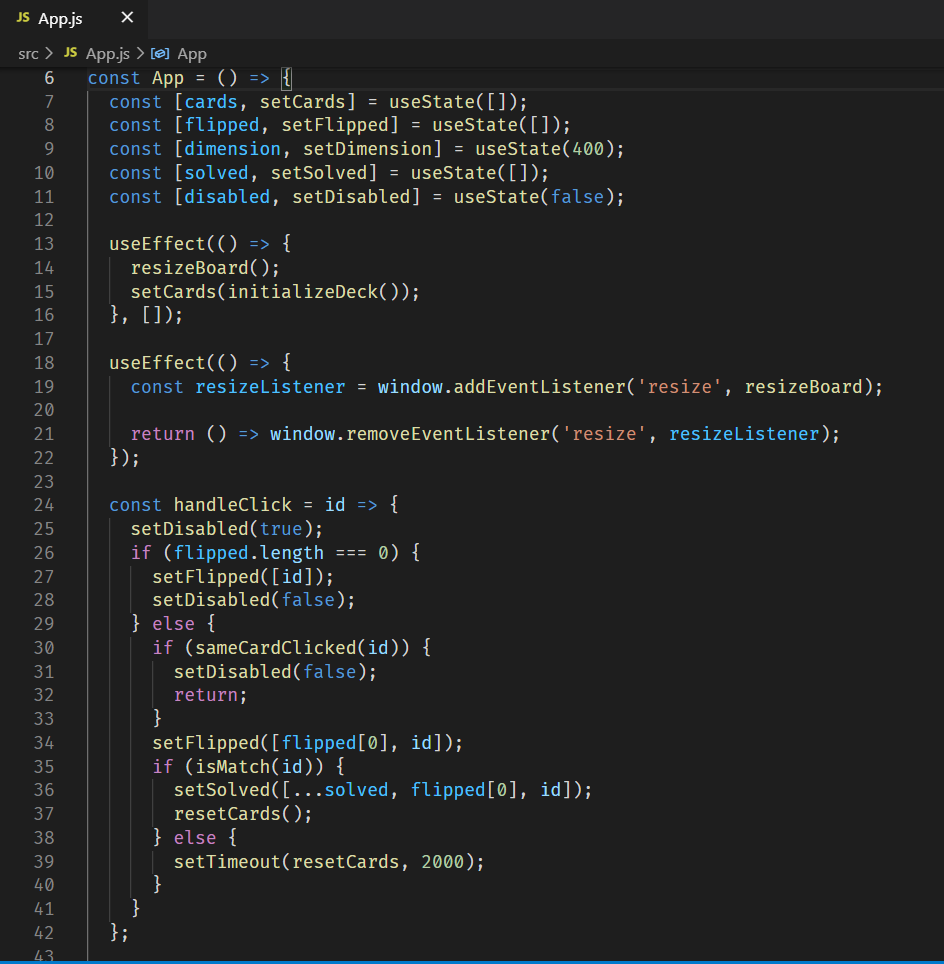 JS App.js ×
src > JS App.js > App
6 const App = () => {
7   const [cards, setCards] = useState([]);
8   const [flipped, setFlipped] = useState([]);
9   const [dimension, setDimension] = useState(400);
10   const [solved, setSolved] = useState([]);
11   const [disabled, setDisabled] = useState(false);
12
13   useEffect(() => {
14     resizeBoard();
15     setCards(initializeDeck());
16   }, []);
17
18   useEffect(() => {
19     const resizeListener = window.addEventListener('resize', resizeBoard);
20
21     return () => window.removeEventListener('resize', resizeListener);
22   });
23
24   const handleClick = id => {
25     setDisabled(true);
26     if (flipped.length === 0) {
27       setFlipped([id]);
28       setDisabled(false);
29     } else {
30       if (sameCardClicked(id)) {
31         setDisabled(false);
32         return;
33       }
34       setFlipped([flipped[0], id]);
35       if (isMatch(id)) {
36         setSolved([...solved, flipped[0], id]);
37         resetCards();
38       } else {
39         setTimeout(resetCards, 2000);
40       }
41     }
42   };
43